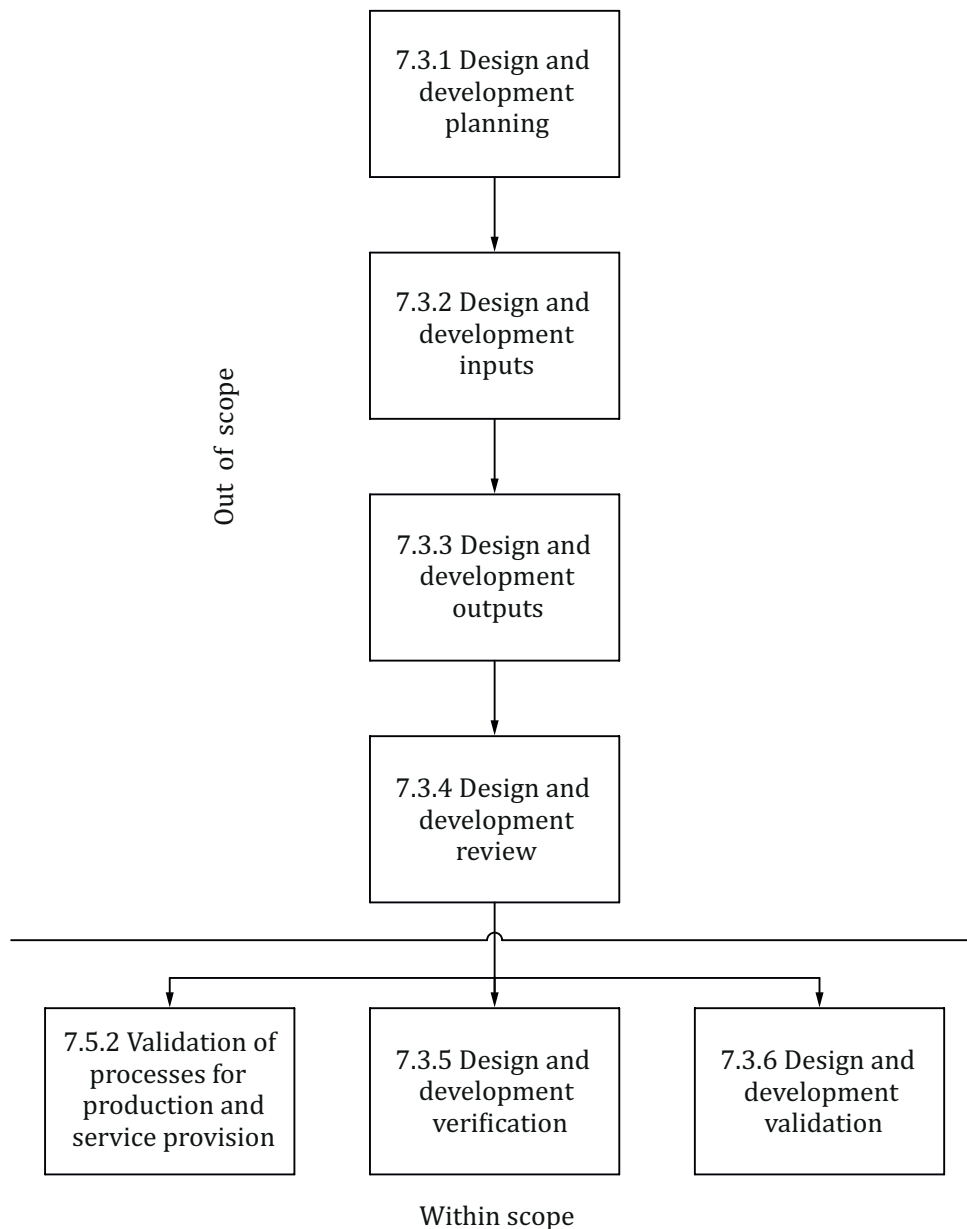 7.3.1 Design and
development
planning
7.3.2 Design and
development
inputs
Out of scope
7.3.3 Design and
development
outputs
7.3.4 Design and
development
review
7.5.2 Validation of
processes for
production and
service provision
7.3.5 Design and
development
verification
7.3.6 Design and
development
validation
Within scope